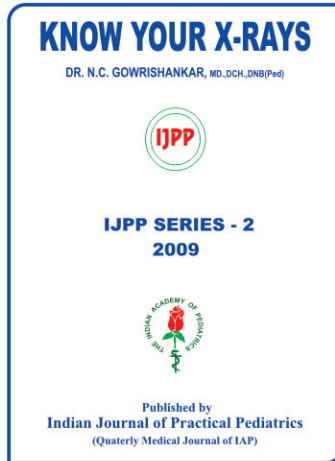 KNOW YOUR X-RAYS
DR. N.C. GOWRISHANKAR, MD.,DCH.,DNB(Ped)
IJPP
IJPP SERIES - 2
2009
THE INDIAN ACADEMY OF PEDIATRICS
Published by
Indian Journal of Practical Pediatrics
(Quaterly Medical Journal of IAP)